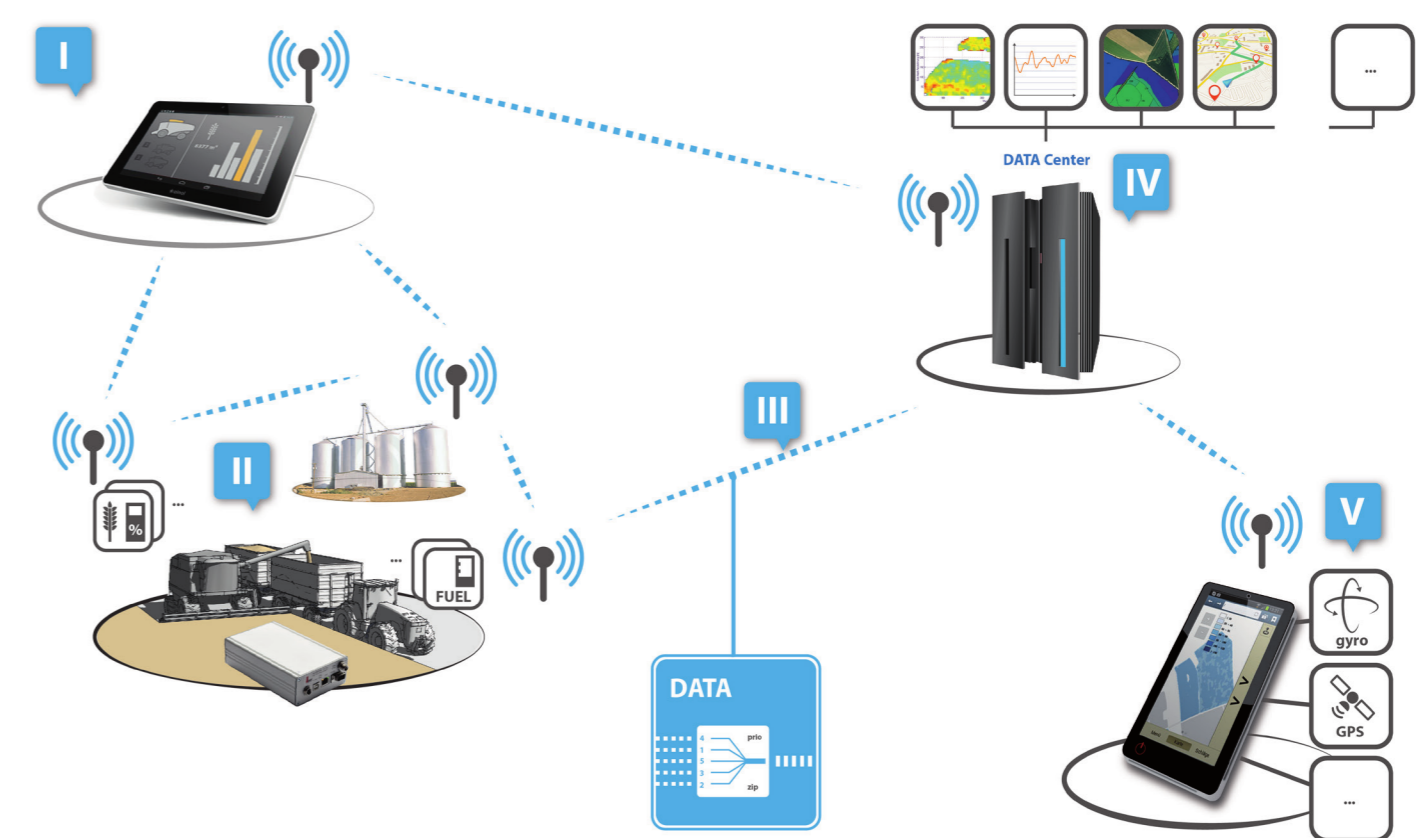 I
...
DATA Center
IV
III
II
...
%
...
FUEL
V
gyro
GPS
...
DATA
4
prio
1
5
3
2
zip